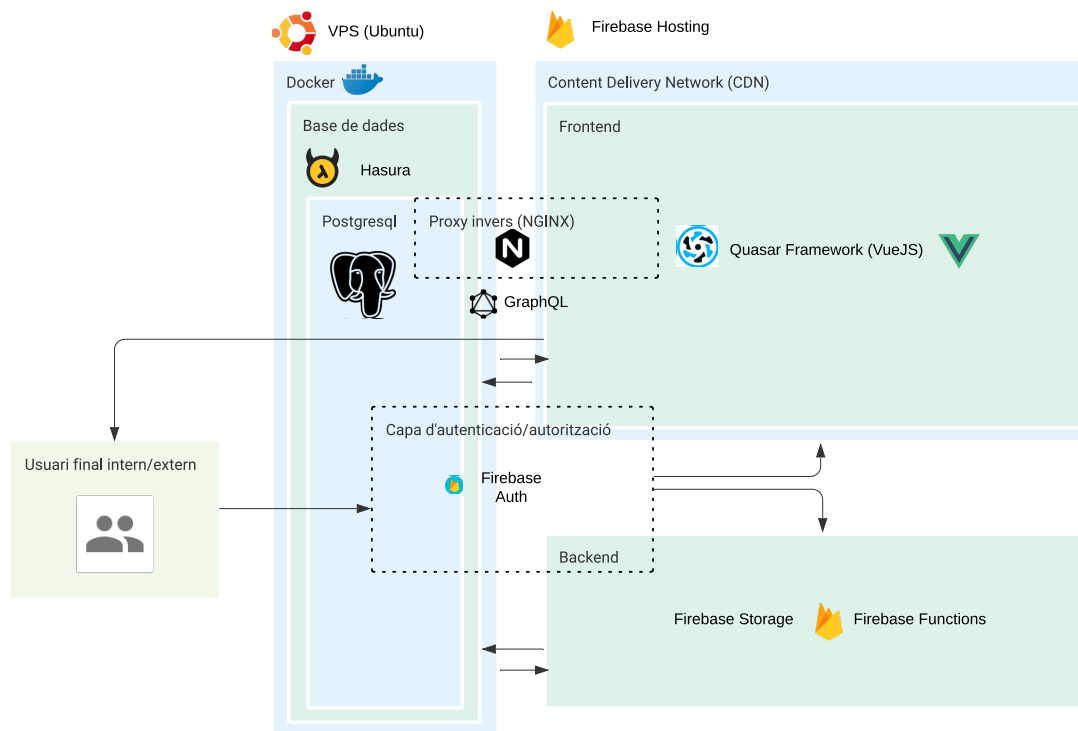 VPS (Ubuntu)
Firebase Hosting
Docker
Content Delivery Network (CDN)
Base de dades
Frontend
Hasura
Postgresql
Proxy invers (NGINX)
N
Quasar Framework (VueJS)
GraphQL
Capa d'autenticació/autorització
Usuari final intern/extern
Firebase
Auth
Backend
Firebase Storage
Firebase Functions